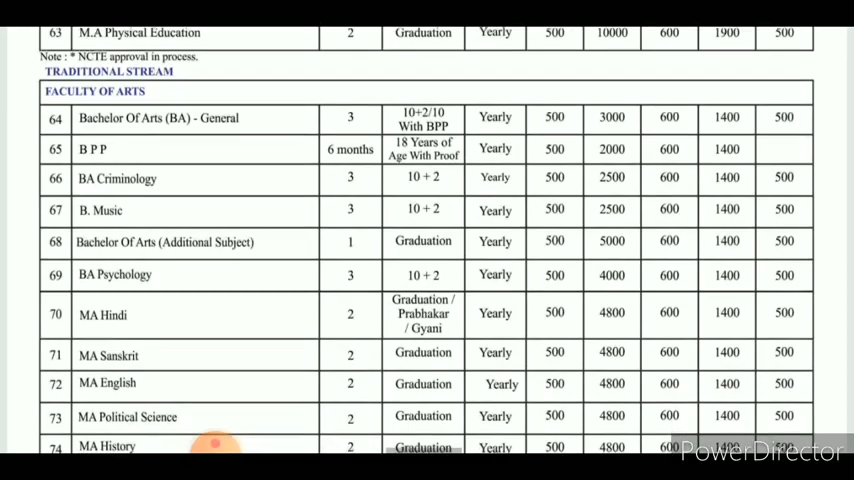 63 M.A Physical Education 2 Graduation Yearly 500 10000 600 1900 500
Note : * NCTE approval in process.
TRADITIONAL STREAM
FACULTY OF ARTS
64 Bachelor Of Arts (BA) - General 3 10+2/10 With BPP Yearly 500 3000 600 1400 500
65 B P P 6 months 18 Years of Age With Proof Yearly 500 2000 600 1400
66 BA Criminology 3 10 + 2 Yearly 500 2500 600 1400 500
67 B. Music 3 10 + 2 Yearly 500 2500 600 1400 500
68 Bachelor Of Arts (Additional Subject) 1 Graduation Yearly 500 5000 600 1400 500
69 BA Psychology 3 10 + 2 Yearly 500 4000 600 1400 500
70 MA Hindi 2 Graduation / Prabhakar / Gyani Yearly 500 4800 600 1400 500
71 MA Sanskrit 2 Graduation Yearly 500 4800 600 1400 500
72 MA English 2 Graduation Yearly 500 4800 600 1400 500
73 MA Political Science 2 Graduation Yearly 500 4800 600 1400 500
74 MA History 2 Graduation Yearly 500 4800 600 1400 500
PowerDirector